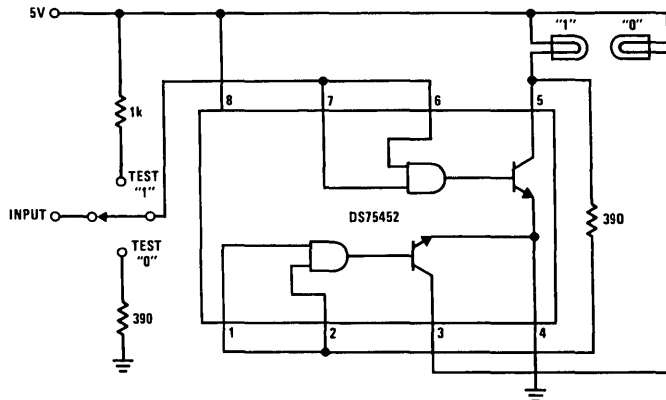 5V
"1" "0"
1k
8 7 6 5
TEST
"1"
INPUT
DS75452
TEST
"0"
390
390
1 2 3 4